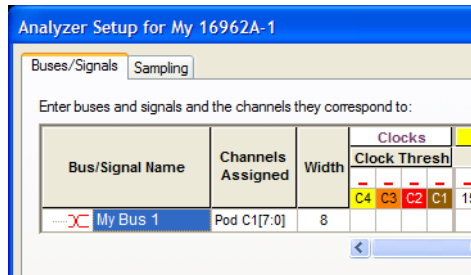 Analyzer Setup for My 16962A-1
Buses/Signals Sampling
Enter buses and signals and the channels they correspond to:
Bus/Signal Name Channels Assigned Width Clocks
Clock Thresh
C4 C3 C2 C1 15
My Bus 1 Pod C1[7:0] 8